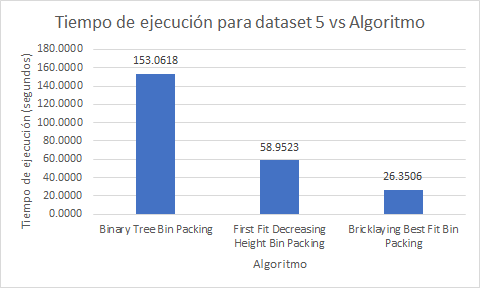 Tiempo de ejecución para dataset 5 vs Algoritmo
Tiempo de ejecución (segundos)
180.0000
160.0000
140.0000
120.0000
100.0000
80.0000
60.0000
40.0000
20.0000
0.0000
153.0618
58.9523
26.3506
Binary Tree Bin Packing
First Fit Decreasing
Height Bin Packing
Bricklaying Best Fit Bin
Packing
Algoritmo